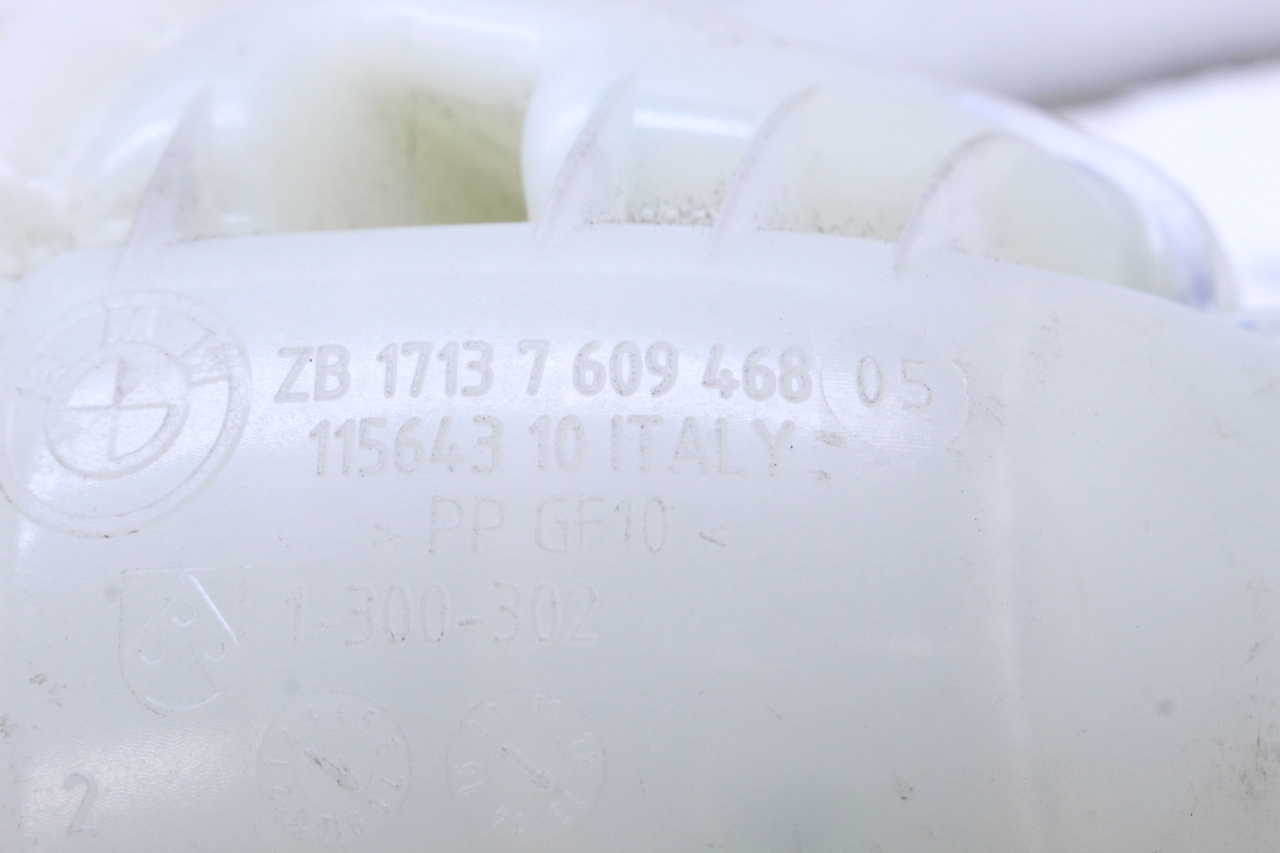 ZB 1713 7 609 468 05
115643 10 ITALY
> PP GF10 <
1-300-302
2